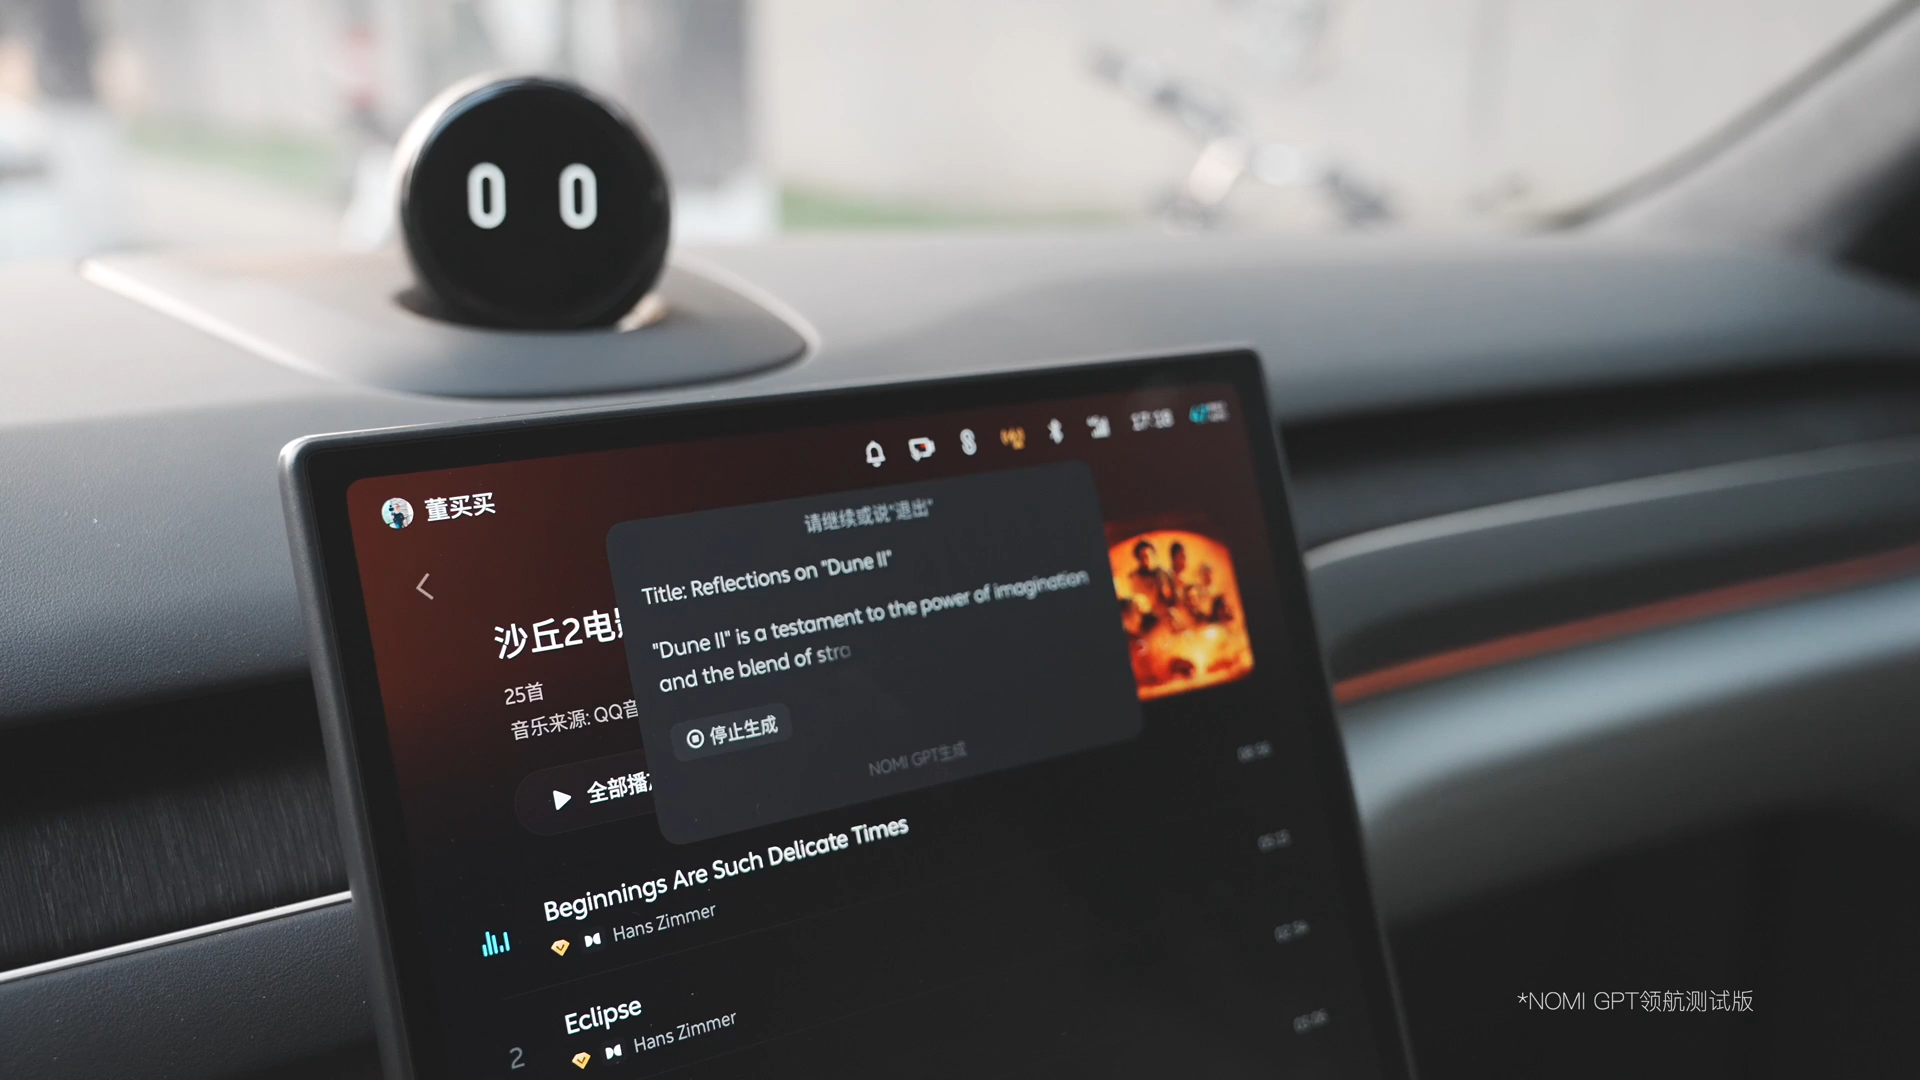 17:18
董买买
请继续或说"退出"
Title: Reflections on "Dune II"
"Dune II" is a testament to the power of imagination
and the blend of stra
停止生成
NOMI GPT生成
沙丘2电
25首
音乐来源: QQ音
全部播
Beginnings Are Such Delicate Times
Hans Zimmer
Eclipse
2
Hans Zimmer
*NOMI GPT领航测试版